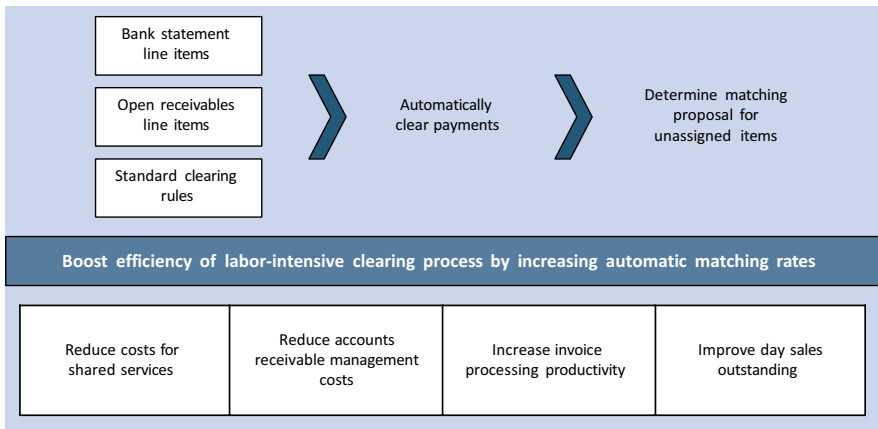 Bank statement
line items
Open receivables
line items
Standard clearing
rules
Automatically
clear payments
Determine matching
proposal for
unassigned items
Boost efficiency of labor-intensive clearing process by increasing automatic matching rates
Reduce costs for
shared services
Reduce accounts
receivable management
costs
Increase invoice
processing productivity
Improve day sales
outstanding